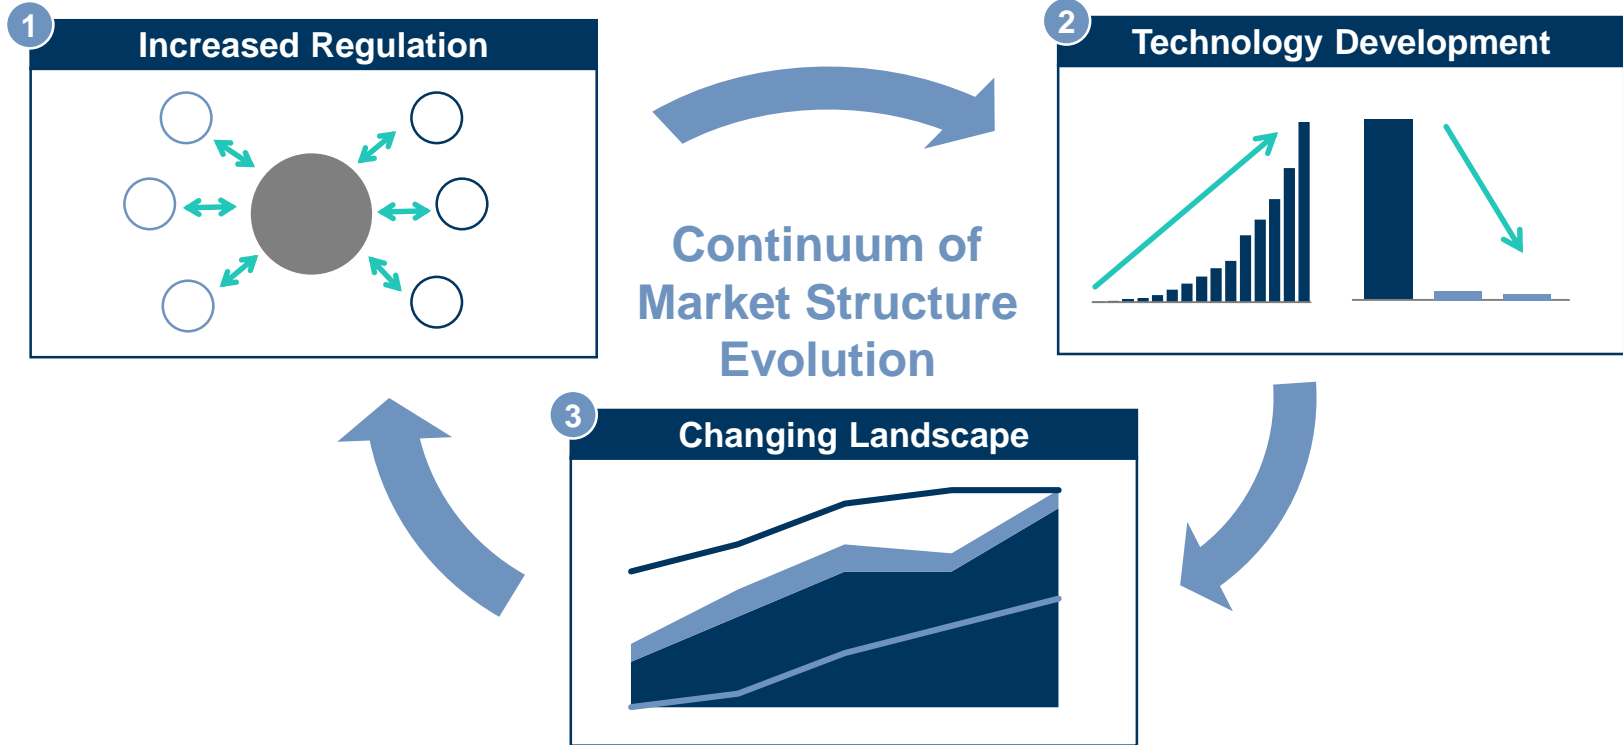 1
Increased Regulation
2
Technology Development
Continuum of
Market Structure
Evolution
3
Changing Landscape